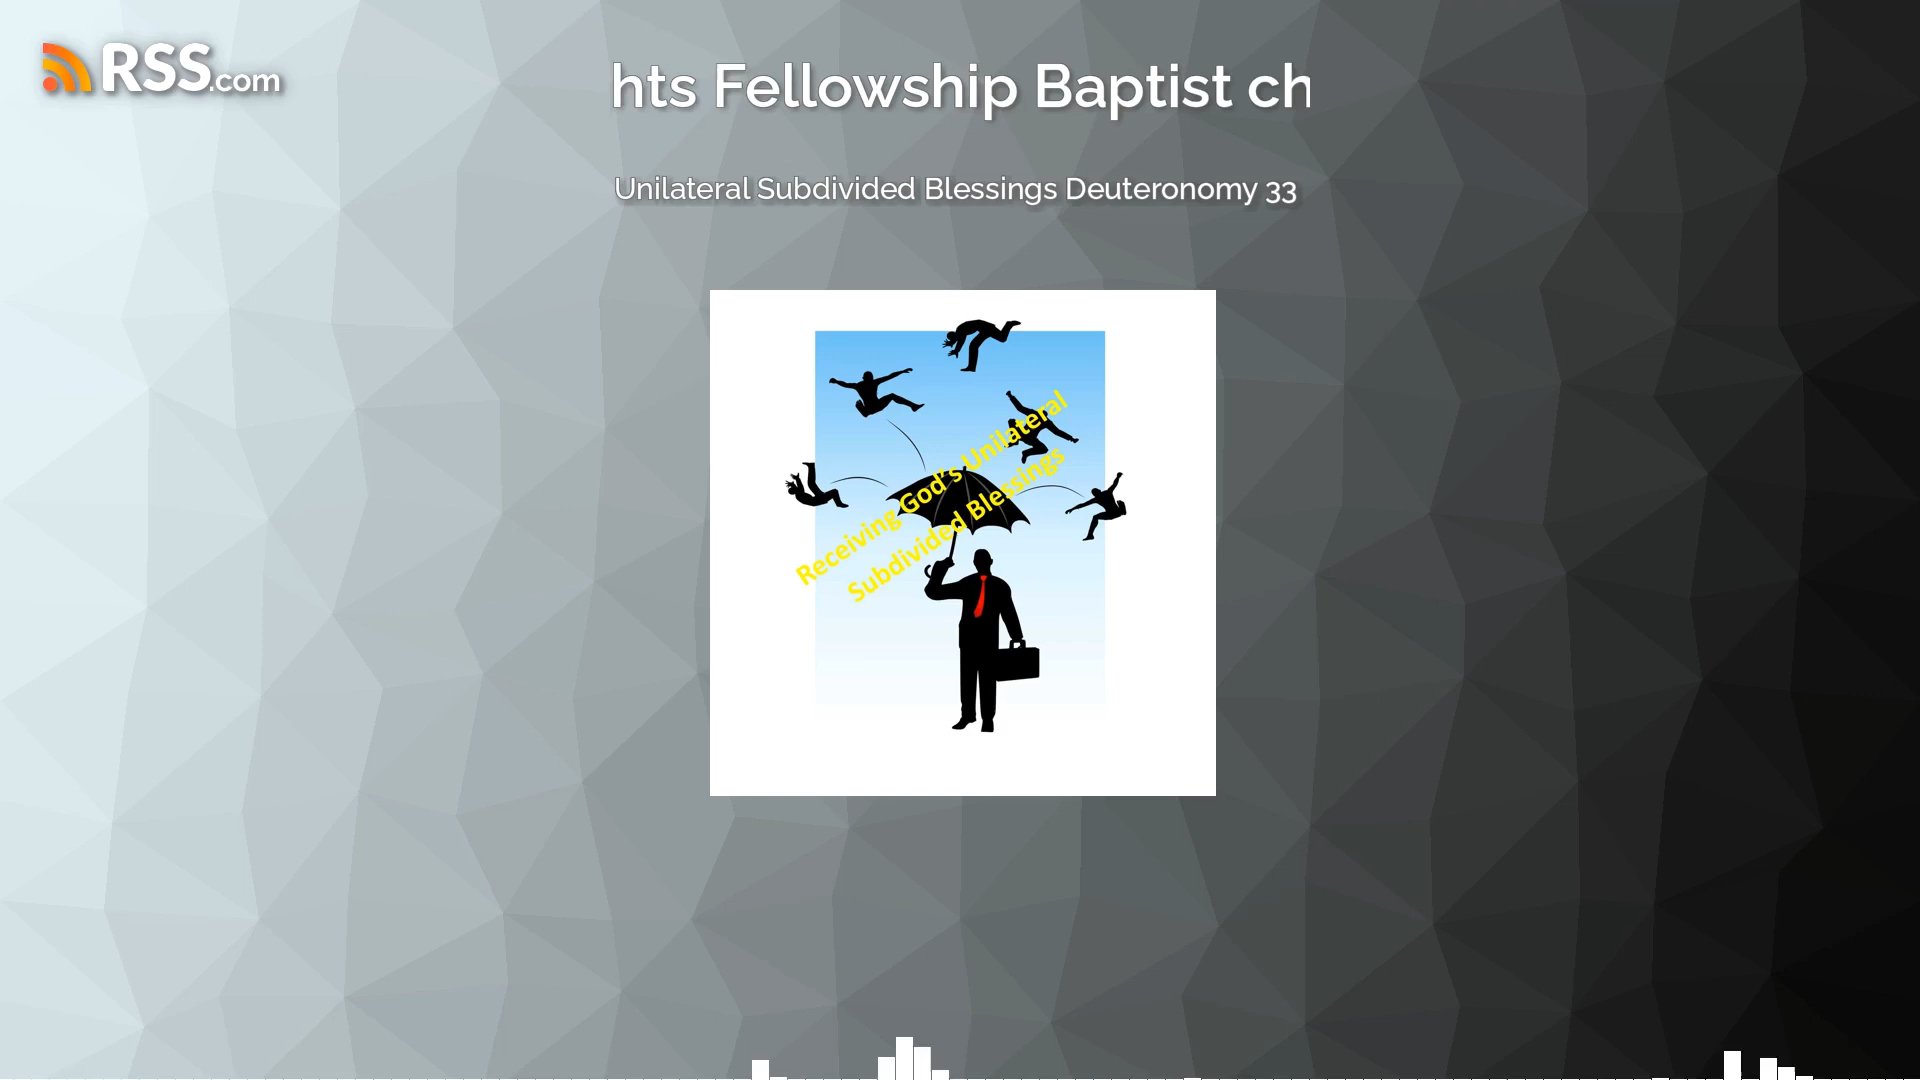 RSS.com
hts Fellowship Baptist ch
Unilateral Subdivided Blessings Deuteronomy 33
Receiving God's Unilateral
Subdivided Blessings